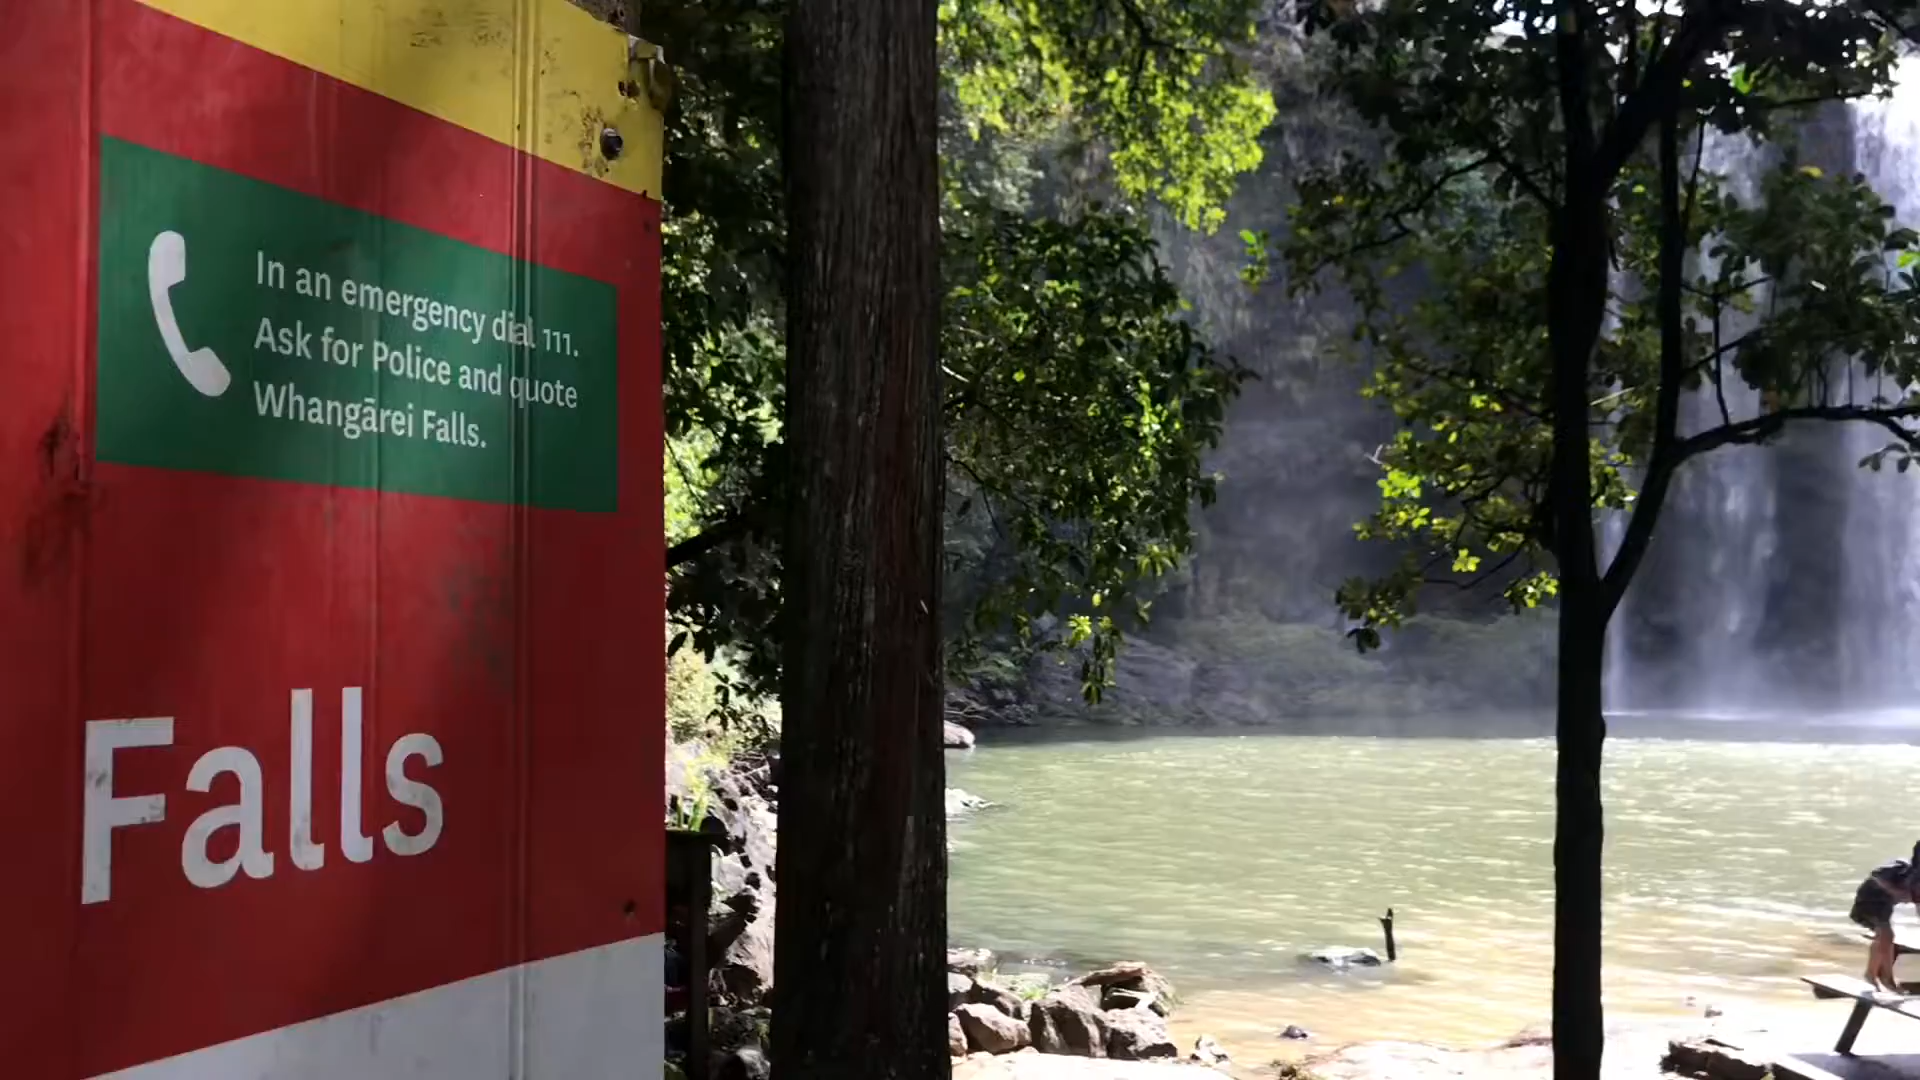 In an emergency dial 111.
Ask for Police and quote
Whangārei Falls.
Falls